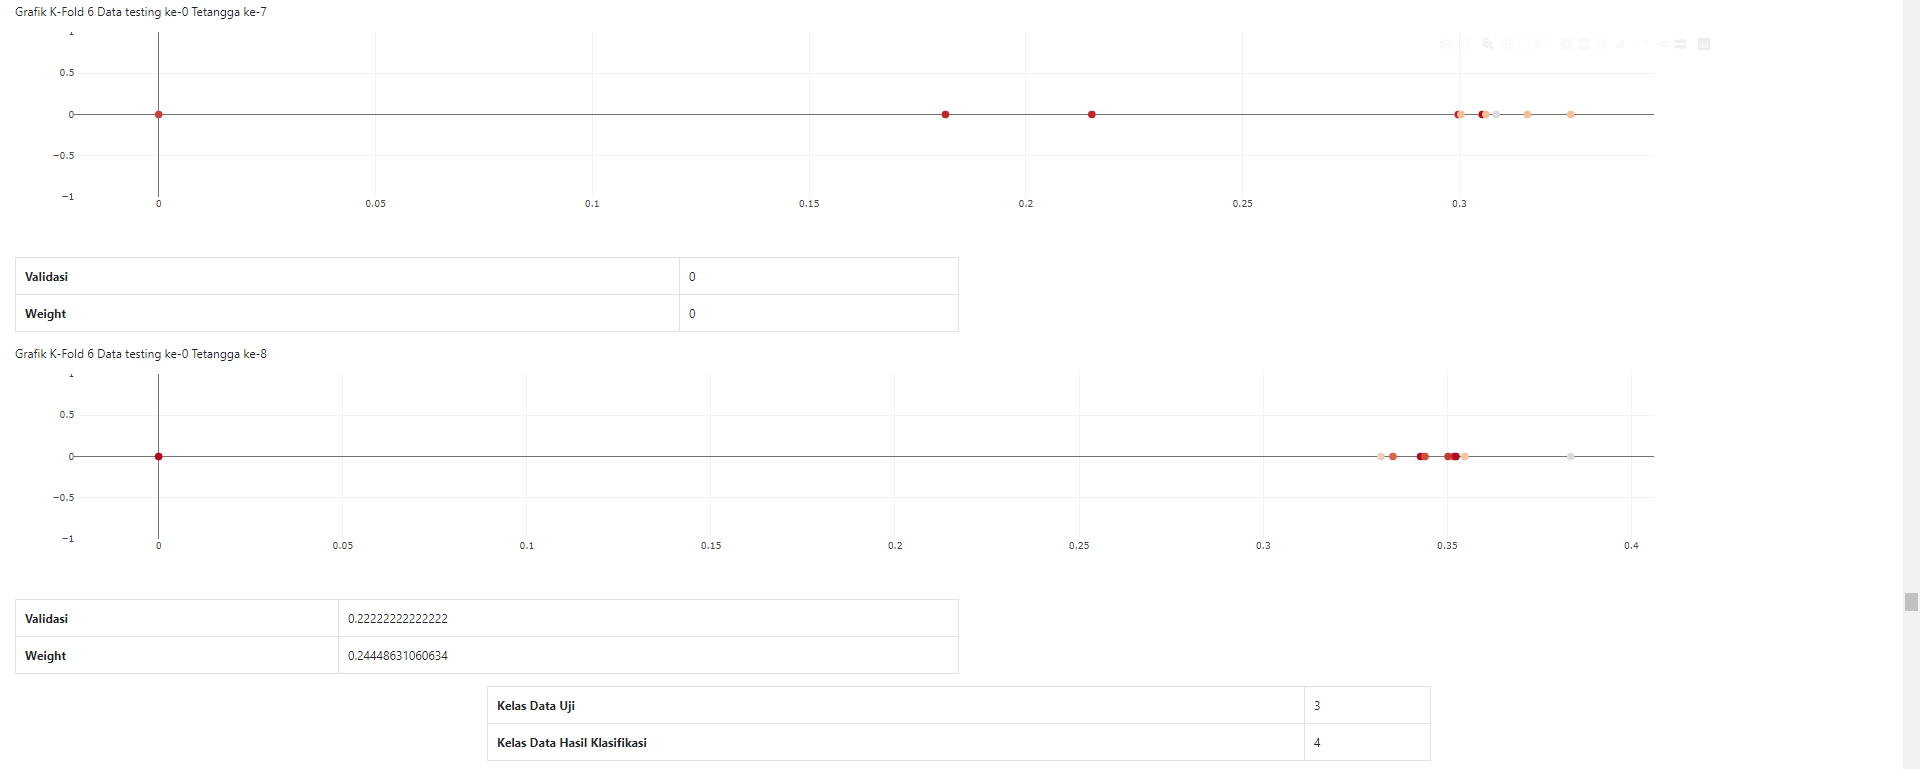 Grafik K-Fold 6 Data testing ke-0 Tetangga ke-7
1
0.5
0
−0.5
−1
0 0.05 0.1 0.15 0.2 0.25 0.3
Validasi 0
Weight 0
Grafik K-Fold 6 Data testing ke-0 Tetangga ke-8
1
0.5
0
−0.5
−1
0 0.05 0.1 0.15 0.2 0.25 0.3 0.35 0.4
Validasi 0.22222222222222
Weight 0.24448631060634
Kelas Data Uji 3
Kelas Data Hasil Klasifikasi 4